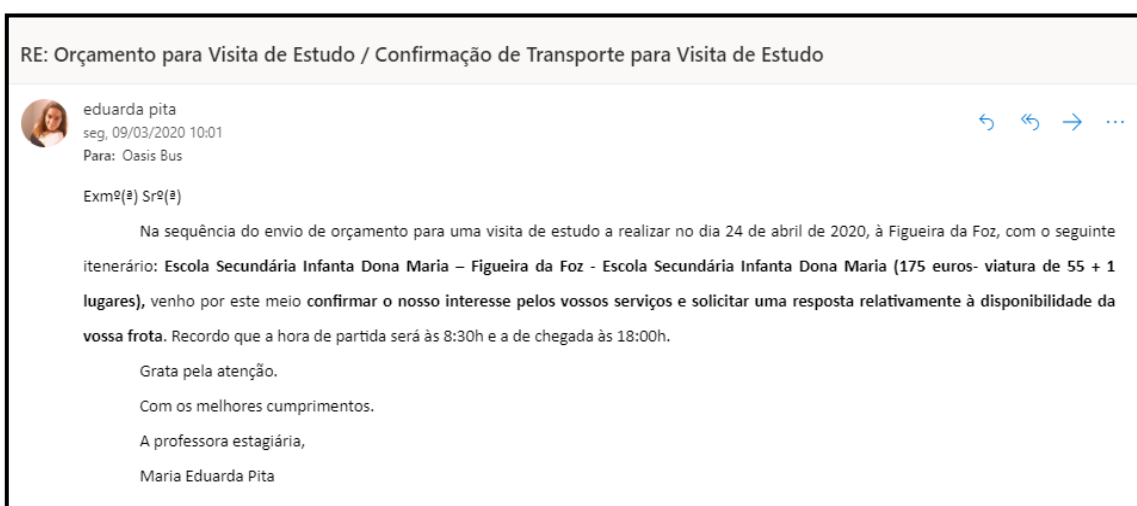 RE: Orçamento para Visita de Estudo / Confirmação de Transporte para Visita de Estudo
eduarda pita
seg, 09/03/2020 10:01
Para: Oasis Bus
Exmº(ª) Srº(ª)
Na sequência do envio de orçamento para uma visita de estudo a realizar no dia 24 de abril de 2020, à Figueira da Foz, com o seguinte
itenerário: Escola Secundária Infanta Dona Maria – Figueira da Foz - Escola Secundária Infanta Dona Maria (175 euros- viatura de 55 + 1
lugares), venho por este meio confirmar o nosso interesse pelos vossos serviços e solicitar uma resposta relativamente à disponibilidade da
vossa frota. Recordo que a hora de partida será às 8:30h e a de chegada às 18:00h.
Grata pela atenção.
Com os melhores cumprimentos.
A professora estagiária,
Maria Eduarda Pita